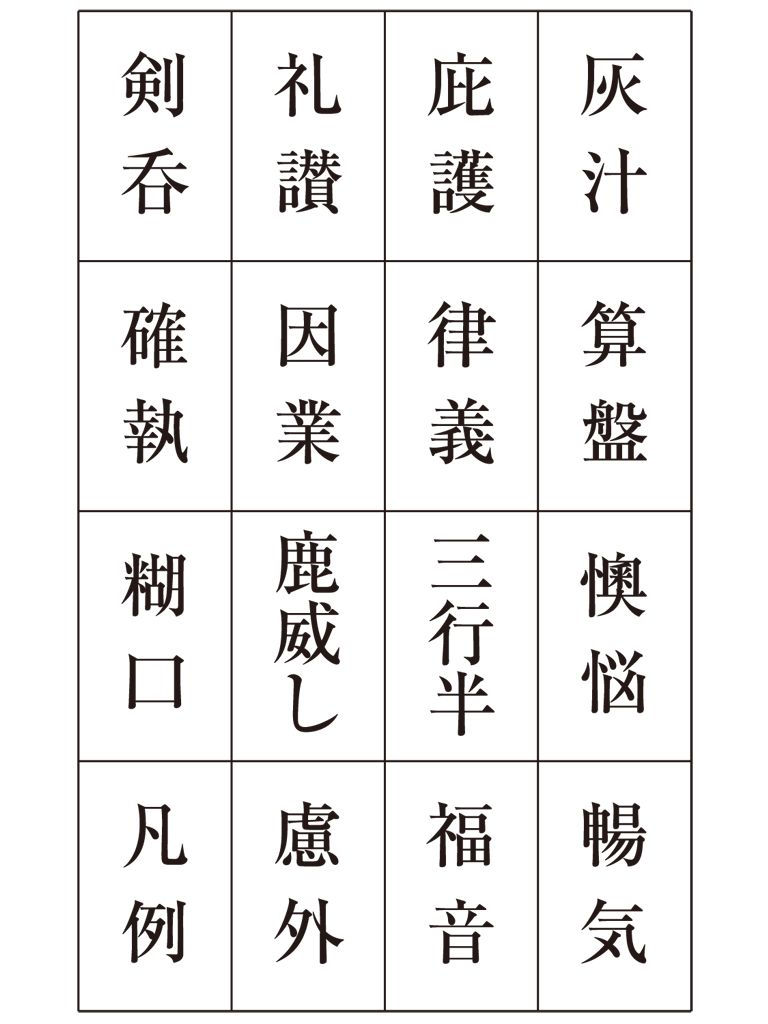 灰汁
庇護
礼讃
剣呑
算盤
律義
因業
確執
懊悩
三行半
鹿威し
糊口
暢気
福音
慮外
凡例